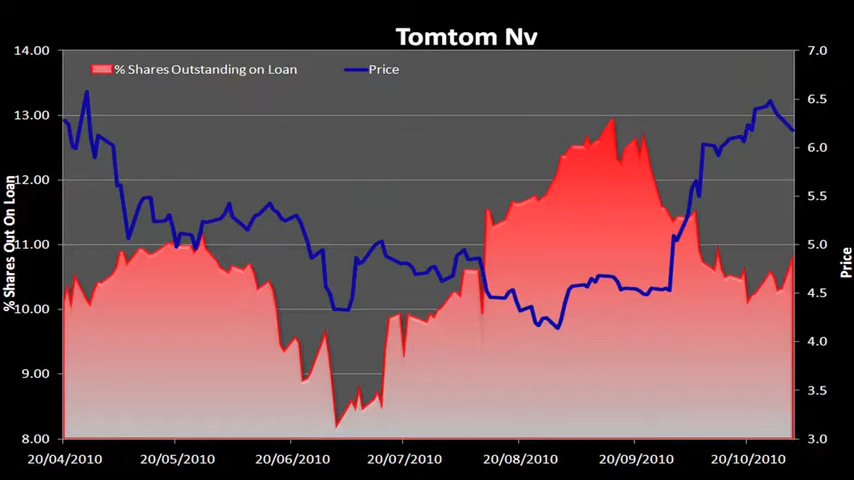 Tomtom Nv
% Shares Outstanding on Loan
Price
14.00
13.00
12.00
11.00
10.00
9.00
8.00
% Shares Out On Loan
7.0
6.5
6.0
5.5
5.0
4.5
4.0
3.5
3.0
Price
20/04/2010 20/05/2010 20/06/2010 20/07/2010 20/08/2010 20/09/2010 20/10/2010